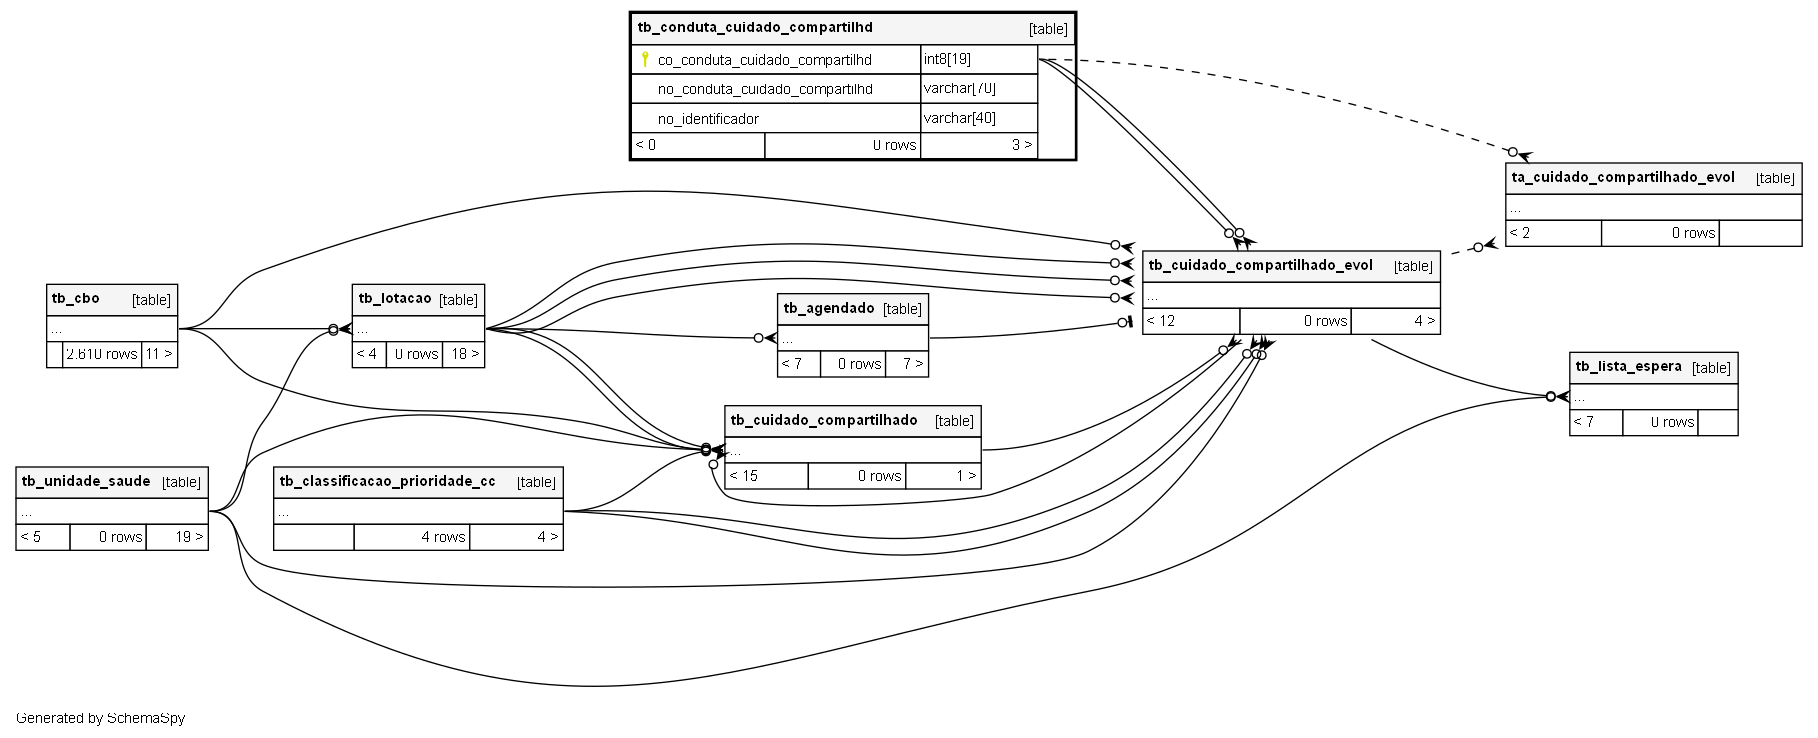 tb_conduta_cuidado_compartilhd [table]
co_conduta_cuidado_compartilhd int8[19]
no_conduta_cuidado_compartilhd varchar[70]
no_identificador varchar[40]
< 0 0 rows 3 >
ta_cuidado_compartilhado_evol [table]
...
< 2 0 rows
tb_cuidado_compartilhado_evol [table]
...
< 12 0 rows 4 >
tb_cbo [table]
...
2.610 rows 11 >
tb_lotacao [table]
...
< 4 0 rows 18 >
tb_agendado [table]
...
< 7 0 rows 7 >
tb_lista_espera [table]
...
< 7 0 rows
tb_cuidado_compartilhado [table]
...
< 15 0 rows 1 >
tb_unidade_saude [table]
...
< 5 0 rows 19 >
tb_classificacao_prioridade_cc [table]
...
4 rows 4 >
Generated by SchemaSpy